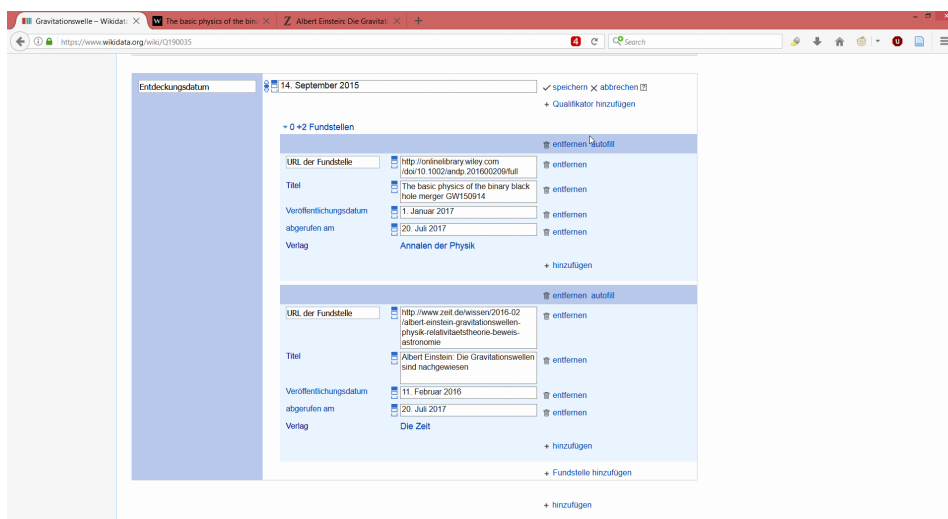 Gravitationswelle – Wikidat
The basic physics of the bin
Albert Einstein: Die Gravitati
https://www.wikidata.org/wiki/Q190035
4
Search
Entdeckungsdatum
14. September 2015
speichern abbrechen [?]
+ Qualifikator hinzufügen
0 +2 Fundstellen
entfernen autofill
URL der Fundstelle
http://onlinelibrary.wiley.com
/doi/10.1002/andp.201600209/full
entfernen
Titel
The basic physics of the binary black
hole merger GW150914
entfernen
Veröffentlichungsdatum
1. Januar 2017
entfernen
abgerufen am
20. Juli 2017
entfernen
Verlag
Annalen der Physik
+ hinzufügen
entfernen autofill
URL der Fundstelle
http://www.zeit.de/wissen/2016-02
/albert-einstein-gravitationswellen-
physik-relativitaetstheorie-beweis-
astronomie
entfernen
Titel
Albert Einstein: Die Gravitationswellen
sind nachgewiesen
entfernen
Veröffentlichungsdatum
11. Februar 2016
entfernen
abgerufen am
20. Juli 2017
entfernen
Verlag
Die Zeit
+ hinzufügen
+ Fundstelle hinzufügen
+ hinzufügen